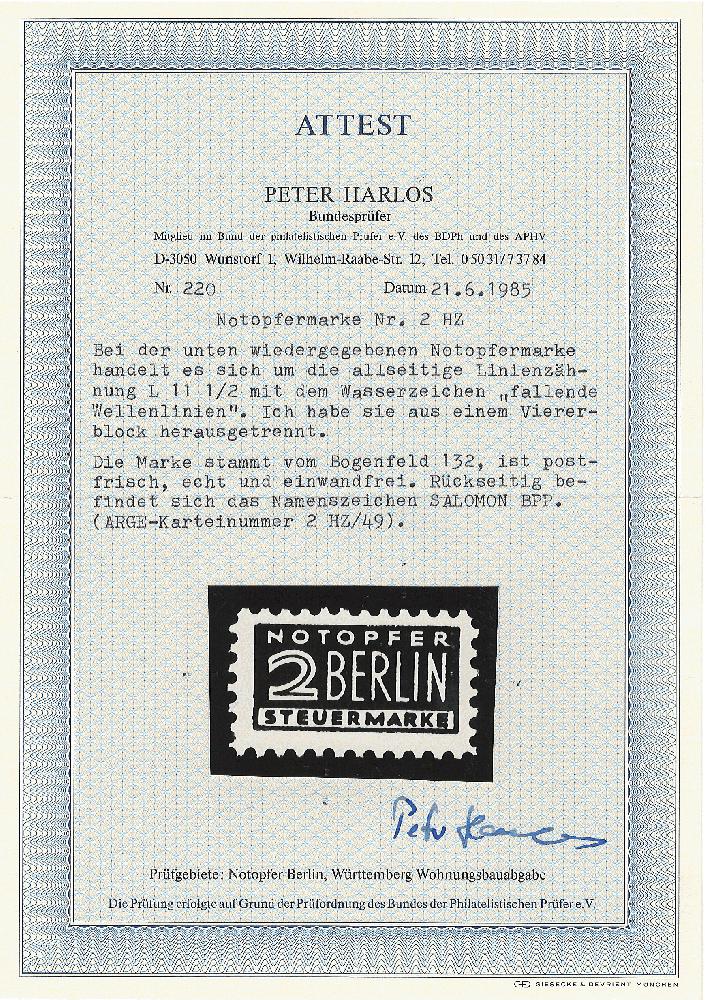 ATTEST
PETER HARLOS
Bundesprüfer
Mitglied im Bund der philatelistischen Prüfer e.V. des BDPh und des APHV
D-3050 Wunstorf 1, Wilhelm-Raabe-Str. 12, Tel. 05031/73784
Nr. 220 Datum 21.6.1985
Notopfermarke Nr. 2 HZ
Bei der unten wiedergegebenen Notopfermarke
handelt es sich um die allseitige Linienzäh-
nung L 11 1/2 mit dem Wasserzeichen „fallende
Wellenlinien". Ich habe sie aus einem Vierer-
block herausgetrennt.
Die Marke stammt vom Bogenfeld 132, ist post-
frisch, echt und einwandfrei. Rückseitig be-
findet sich das Namenszeichen SALOMON BPP.
(ARGE-Karteinummer 2 HZ/49).
NOTOPFER
2 BERLIN
STEUERMARKE
Peter Harlos
Prüfgebiete: Notopfer Berlin, Württemberg Wohnungsbauabgabe
Die Prüfung erfolgte auf Grund der Prüfordnung des Bundes der Philatelistischen Prüfer e.V.
GIESECKE & DEVRIENT MÜNCHEN